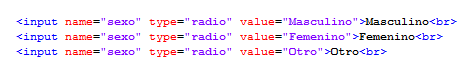 <input name="sexo" type="radio" value="Masculino">Masculino<br>
<input name="sexo" type="radio" value="Femenino">Femenino<br>
<input name="sexo" type="radio" value="Otro">Otro<br>